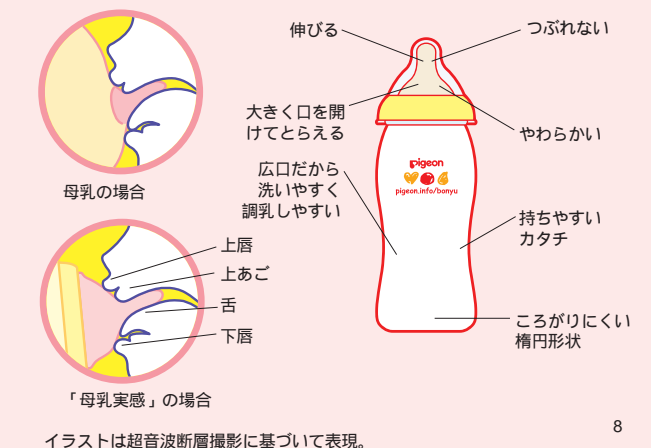 伸びる
つぶれない
大きく口を開
けてとらえる
やわらかい
広口だから
洗いやすく
調乳しやすい
pigeon
pigeon.info/bonyu
持ちやすい
カタチ
ころがりにくい
楕円形状
母乳の場合
上唇
上あご
舌
下唇
「母乳実感」の場合
イラストは超音波断層撮影に基づいて表現。
8